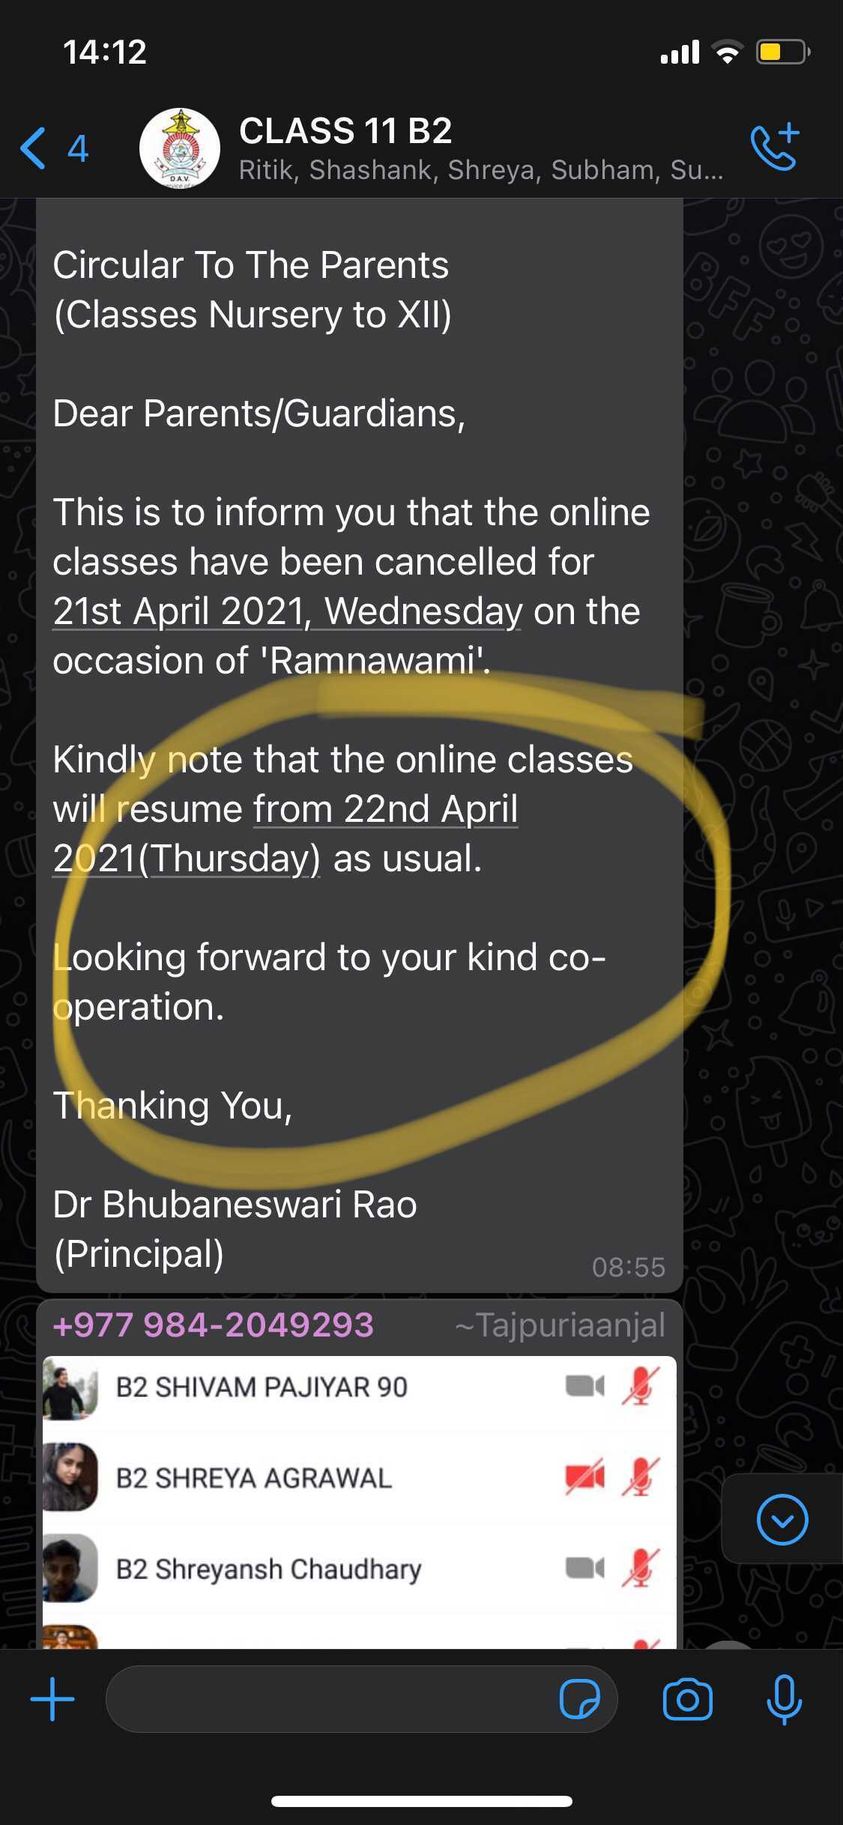 14:12
4
CLASS 11 B2
Ritik, Shashank, Shreya, Subham, Su...
D.A.V.
Circular To The Parents
(Classes Nursery to XII)
Dear Parents/Guardians,
This is to inform you that the online
classes have been cancelled for
21st April 2021, Wednesday on the
occasion of 'Ramnawami'.
Kindly note that the online classes
will resume from 22nd April
2021(Thursday) as usual.
Looking forward to your kind co-
operation.
Thanking You,
Dr Bhubaneswari Rao
(Principal)
08:55
+977 984-2049293 ~Tajpuriaanjal
B2 SHIVAM PAJIYAR 90
B2 SHREYA AGRAWAL
B2 Shreyansh Chaudhary
BFF